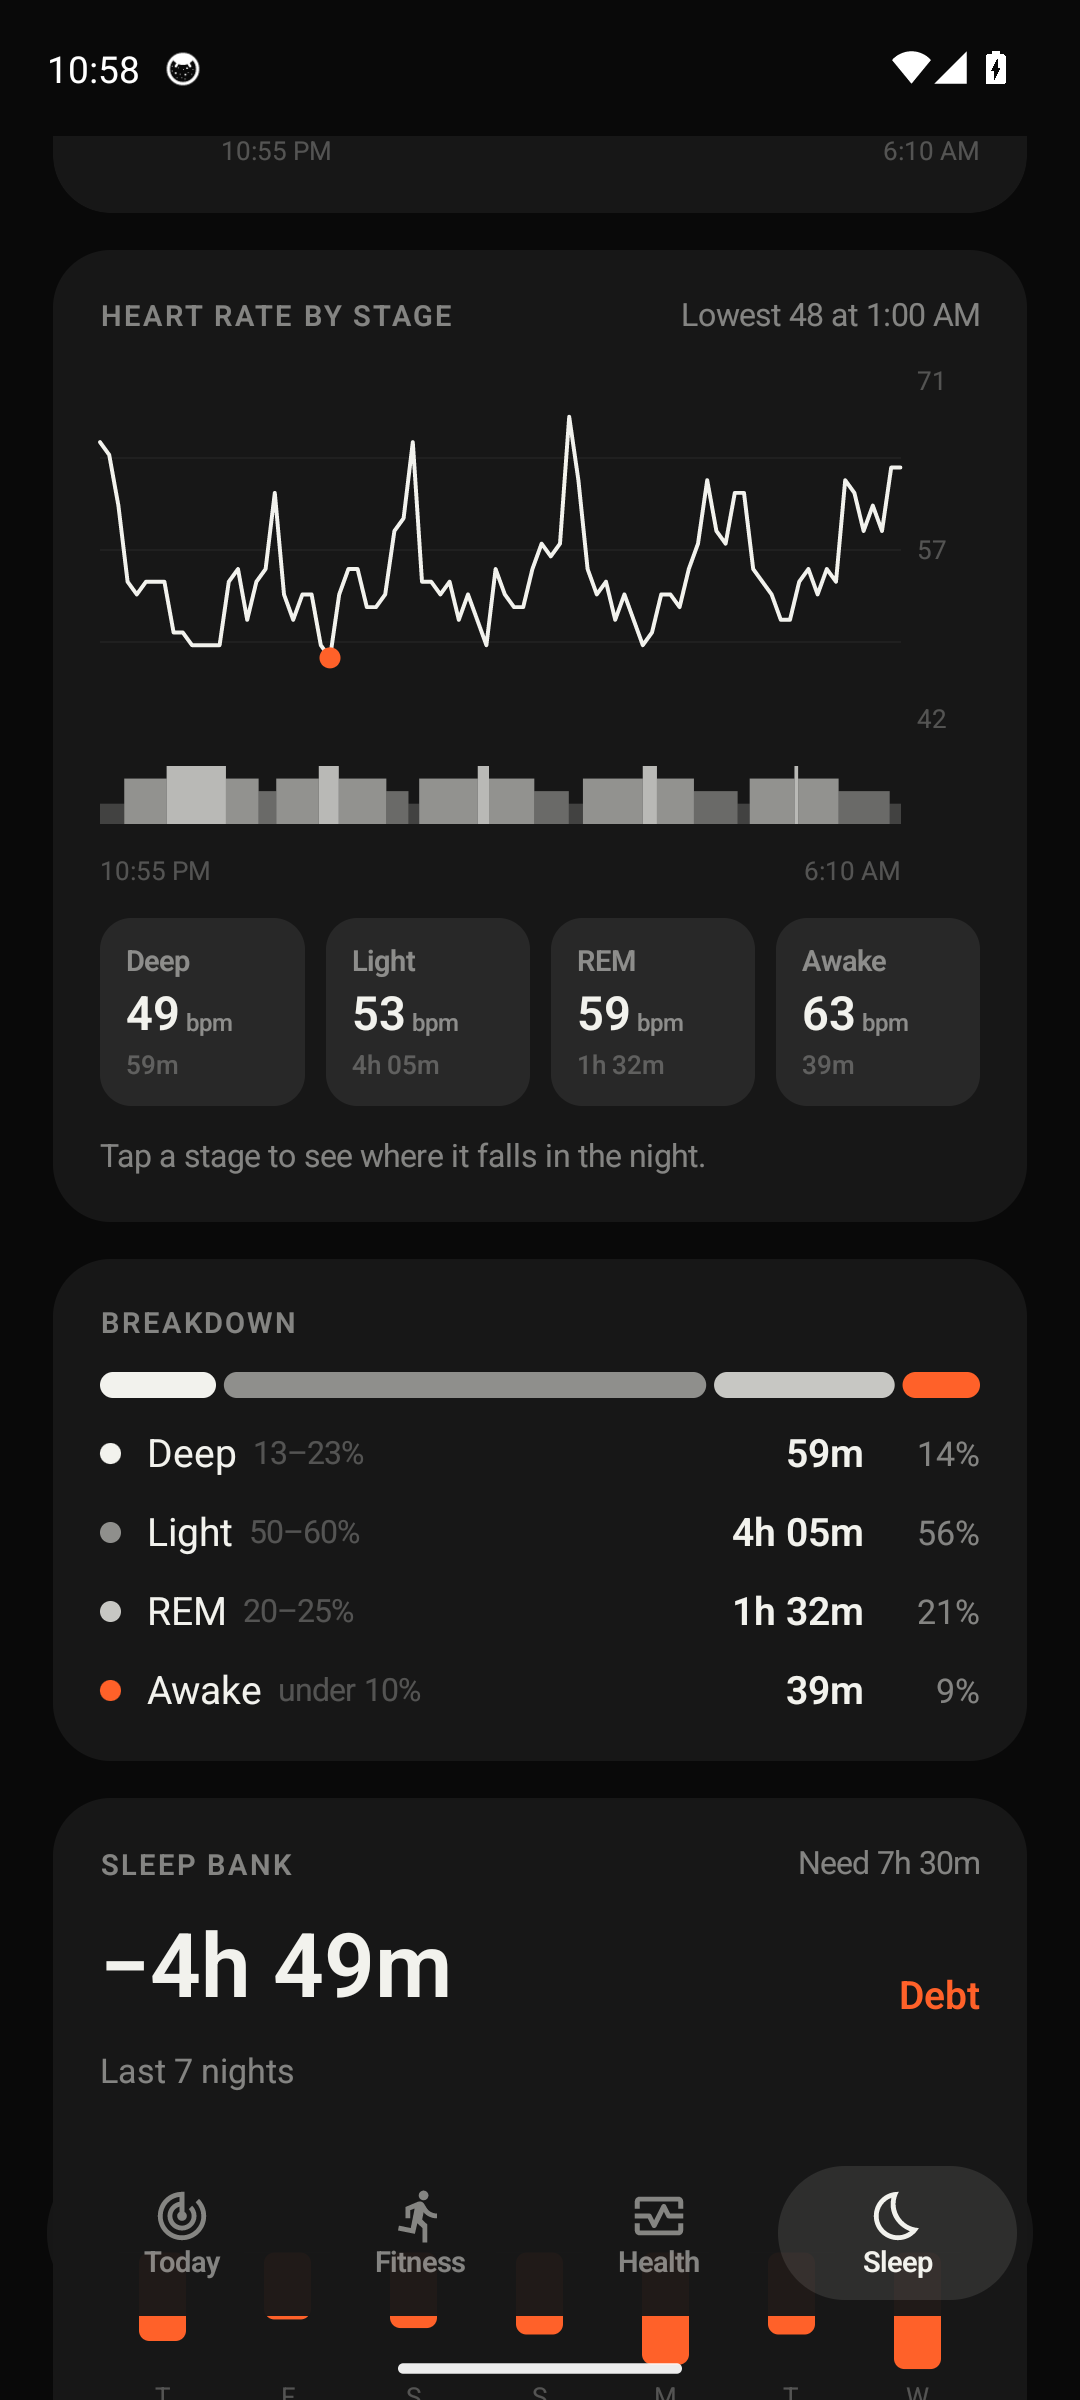 10:58
10:55 PM 6:10 AM
HEART RATE BY STAGE Lowest 48 at 1:00 AM
71
57
42
10:55 PM 6:10 AM
Deep Light REM Awake
49 bpm 53 bpm 59 bpm 63 bpm
59m 4h 05m 1h 32m 39m
Tap a stage to see where it falls in the night.
BREAKDOWN
Deep 13–23% 59m 14%
Light 50–60% 4h 05m 56%
REM 20–25% 1h 32m 21%
Awake under 10% 39m 9%
SLEEP BANK Need 7h 30m
−4h 49m Debt
Last 7 nights
Today Fitness Health Sleep
T F S S M T W